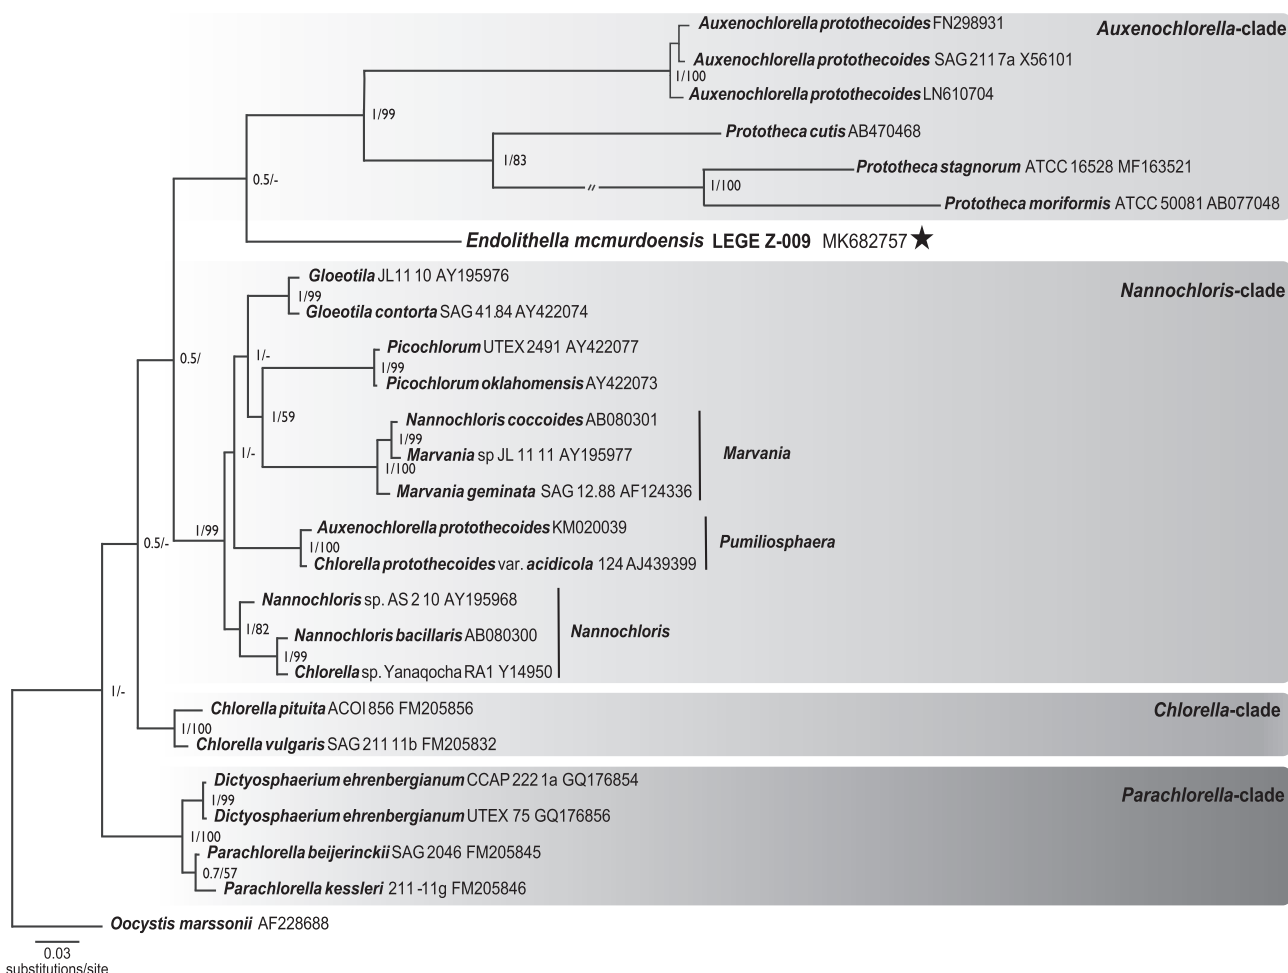 Auxenochlorella protothecoides FN298931
Auxenochlorella-clade
Auxenochlorella protothecoides SAG 211 7a X56101
1/100
Auxenochlorella protothecoides LN610704
1/99
Prototheca cutis AB470468
1/83
Prototheca stagnorum ATCC 16528 MF163521
0.5/-
//
1/100
Prototheca moriformis ATCC 50081 AB077048
Endolithella mcmurdoensis LEGE Z-009 MK682757★
Gloeotila JL11 10 AY195976
Nannochloris-clade
1/99
Gloeotila contorta SAG 41.84 AY422074
Picochlorum UTEX 2491 AY422077
0.5/
1/-
1/99
Picochlorum oklahomensis AY422073
1/59
Nannochloris coccoides AB080301
1/99
1/-
Marvania sp JL 11 11 AY195977
Marvania
1/100
Marvania geminata SAG 12.88 AF124336
1/99
Auxenochlorella protothecoides KM020039
0.5/-
1/100
Pumiliosphaera
Chlorella protothecoides var. acidicola 124 AJ439399
Nannochloris sp. AS 2 10 AY195968
1/82
Nannochloris
Nannochloris bacillaris AB080300
1/99
Chlorella sp. Yanaqocha RA1 Y14950
1/-
Chlorella pituita ACOI 856 FM205856
Chlorella-clade
1/100
Chlorella vulgaris SAG 211 11b FM205832
Dictyosphaerium ehrenbergianum CCAP 222 1a GQ176854
1/99
Parachlorella-clade
Dictyosphaerium ehrenbergianum UTEX 75 GQ176856
1/100
Parachlorella beijerinckii SAG 2046 FM205845
0.7/57
Parachlorella kessleri 211 -11g FM205846
Oocystis marssonii AF228688
0.03
substitutions/site